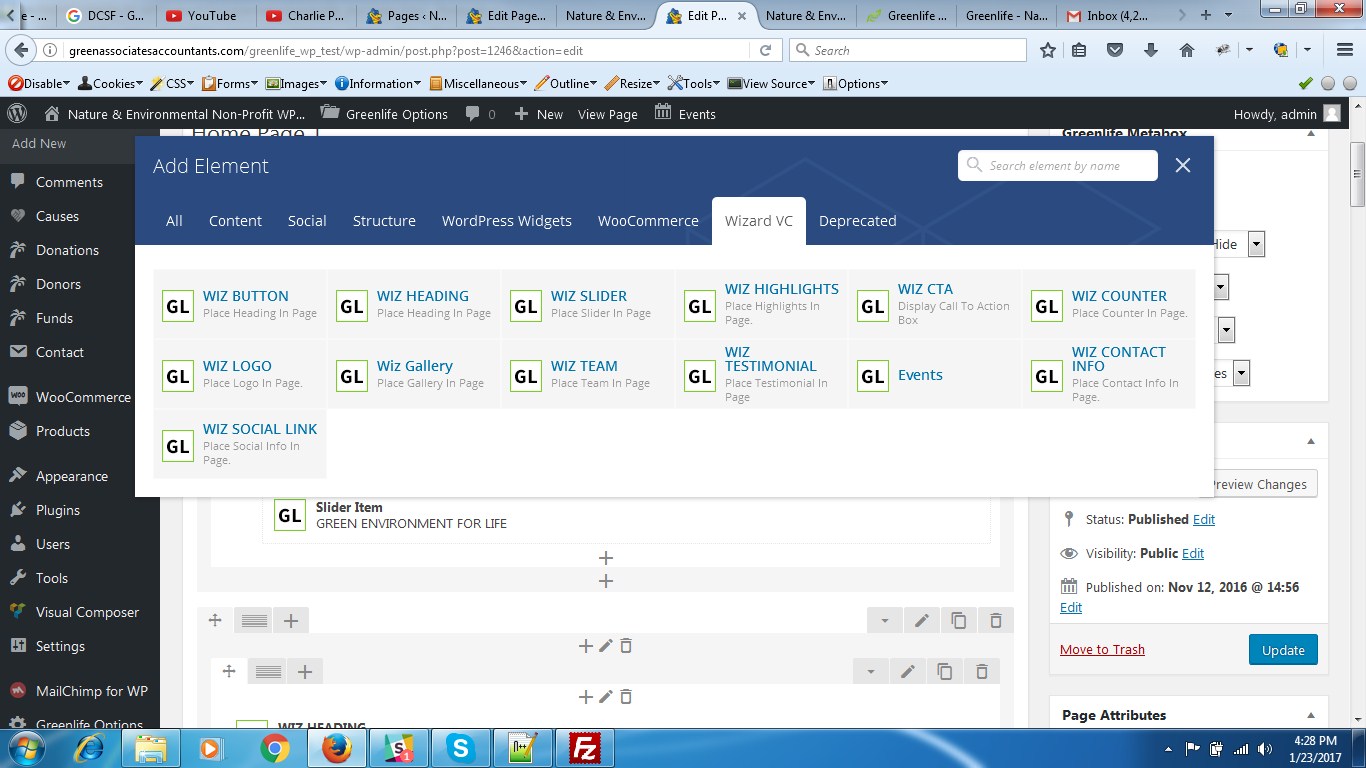 e - ...
DCSF - G...
YouTube
Charlie P...
Pages ‹ N...
Edit Page...
Nature & Env...
Edit P...
Nature & Env...
Greenlife ...
Greenlife - Na...
Inbox (4,2...
greenassociatesaccountants.com/greenlife_wp_test/wp-admin/post.php?post=1246&action=edit
Search
Disable
Cookies
CSS
Forms
Images
Information
Miscellaneous
Outline
Resize
Tools
View Source
Options
Nature & Environmental Non-Profit WP...
Greenlife Options
0
New
View Page
Events
Howdy, admin
Home Page 1
Greenlife Metabox
Add New
Comments
Causes
Donations
Donors
Funds
Contact
WOO
WooCommerce
Products
Appearance
Plugins
Users
Tools
Visual Composer
Settings
MailChimp for WP
Greenlife Options
Add Element
Search element by name
All
Content
Social
Structure
WordPress Widgets
WooCommerce
Wizard VC
Deprecated
GL
WIZ BUTTON
Place Heading In Page
GL
WIZ HEADING
Place Heading In Page
GL
WIZ SLIDER
Place Slider In Page
GL
WIZ HIGHLIGHTS
Place Highlights In
Page.
GL
WIZ CTA
Display Call To Action
Box
GL
WIZ COUNTER
Place Counter In Page.
GL
WIZ LOGO
Place Logo In Page.
GL
Wiz Gallery
Place Gallery In Page
GL
WIZ TEAM
Place Team In Page
GL
WIZ
TESTIMONIAL
Place Testimonial In
Page
GL
Events
GL
WIZ CONTACT
INFO
Place Contact Info In
Page.
GL
WIZ SOCIAL LINK
Place Social Info In
Page.
GL
Slider Item
GREEN ENVIRONMENT FOR LIFE
WIZ HEADING
Hide
es
Preview Changes
Status: Published Edit
Visibility: Public Edit
Published on: Nov 12, 2016 @ 14:56
Edit
Move to Trash
Update
Page Attributes
4:28 PM
1/23/2017